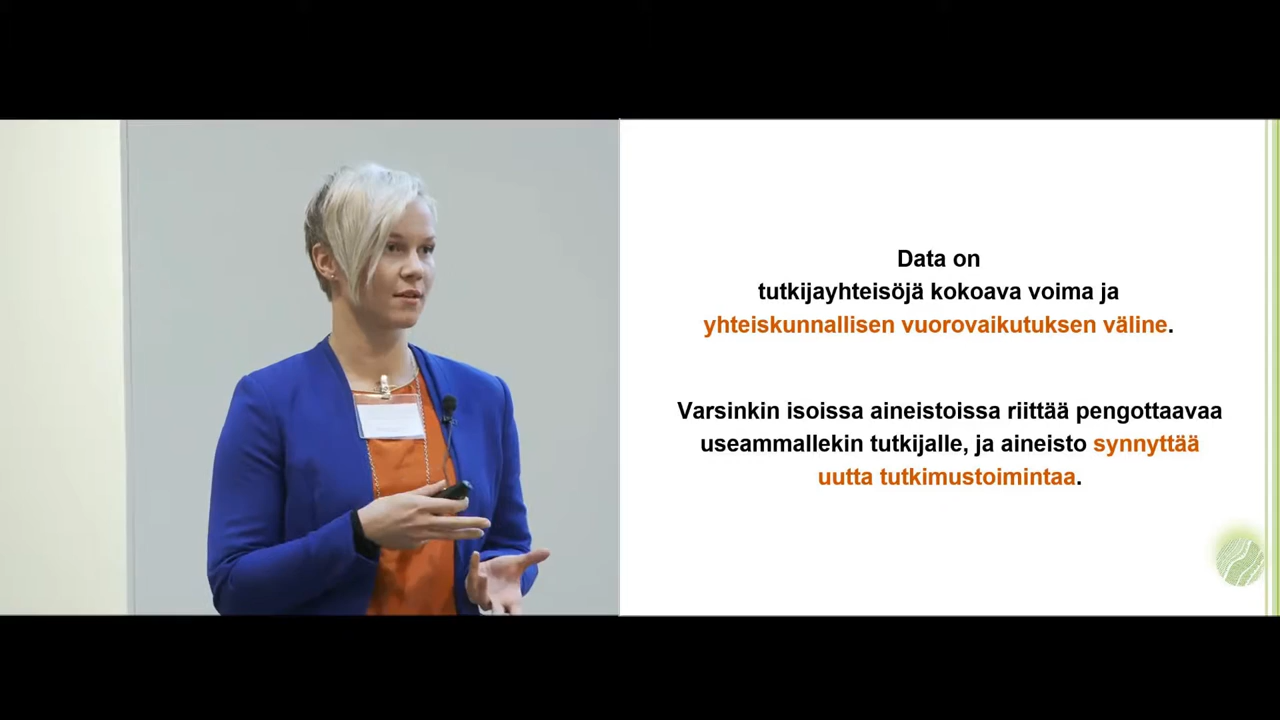 Data on
tutkijayhteisöjä kokoava voima ja
yhteiskunnallisen vuorovaikutuksen väline.
Varsinkin isoissa aineistoissa riittää pengottaavaa
useammallekin tutkijalle, ja aineisto synnyttää
uutta tutkimustoimintaa.